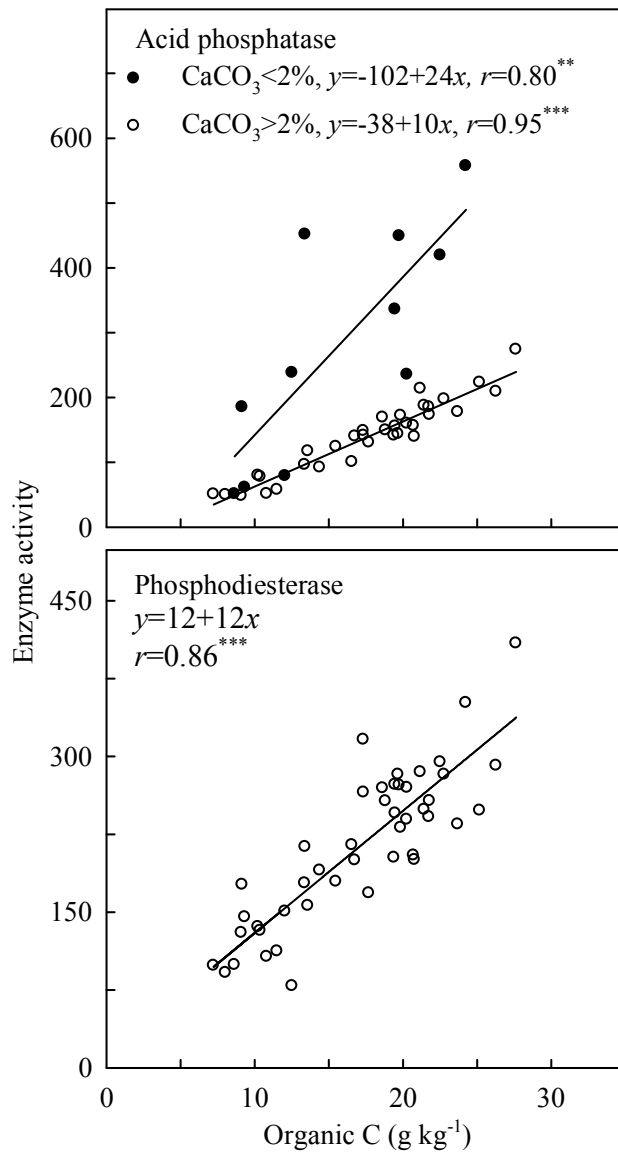 Acid phosphatase
CaCO₃<2%, y=-102+24x, r=0.80**
CaCO₃>2%, y=-38+10x, r=0.95***
600
400
200
0
Enzyme activity
Phosphodiesterase
y=12+12x
r=0.86***
450
300
150
0
0 10 20 30
Organic C (g kg⁻¹)